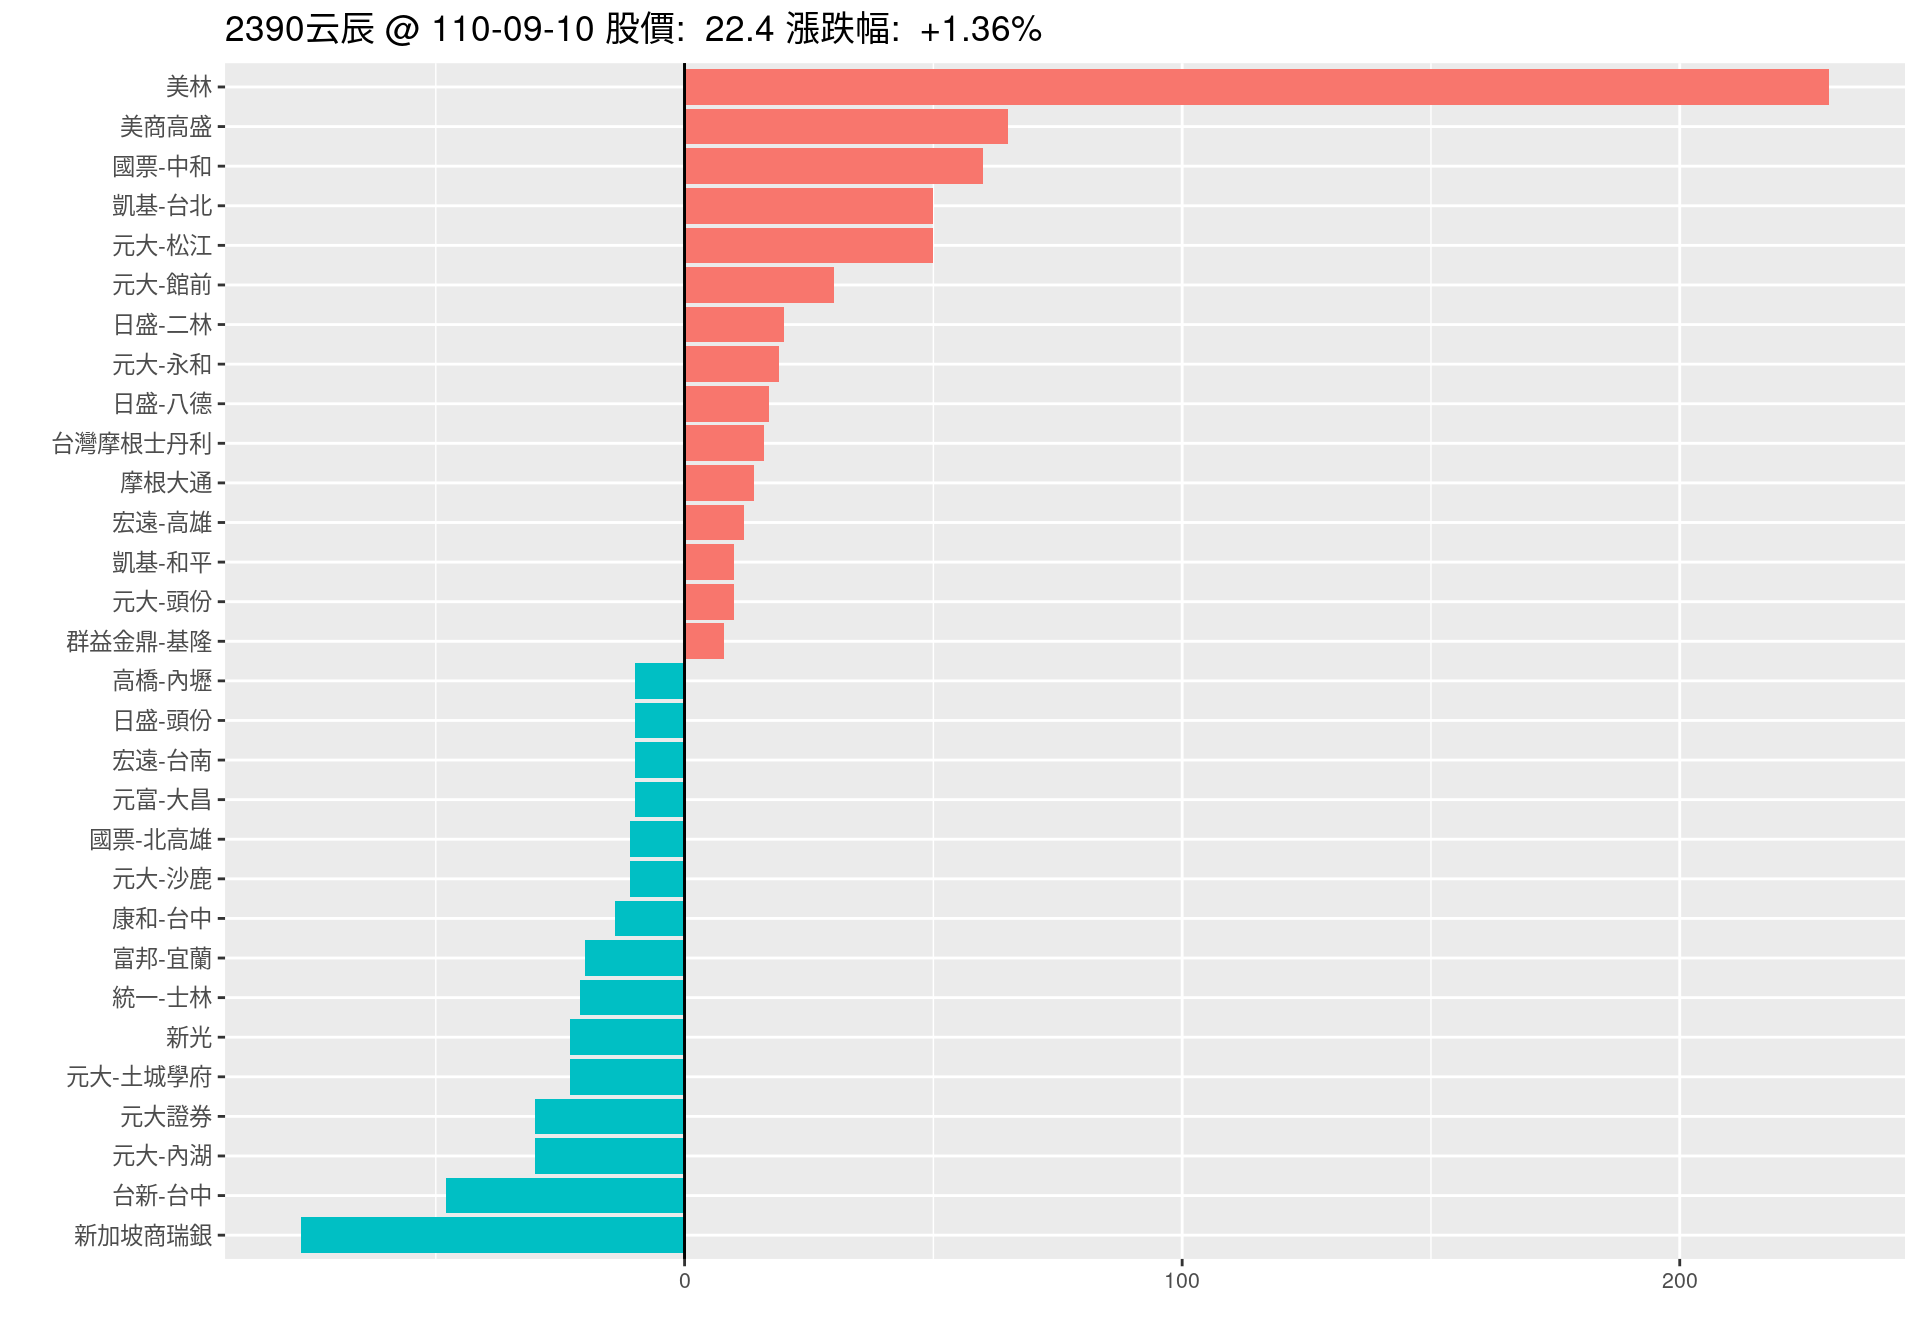 2390云辰 @ 110-09-10 股價: 22.4 漲跌幅: +1.36%
美林
美商高盛
國票-中和
凱基-台北
元大-松江
元大-館前
日盛-二林
元大-永和
日盛-八德
台灣摩根士丹利
摩根大通
宏遠-高雄
凱基-和平
元大-頭份
群益金鼎-基隆
高橋-內壢
日盛-頭份
宏遠-台南
元富-大昌
國票-北高雄
元大-沙鹿
康和-台中
富邦-宜蘭
統一-士林
新光
元大-土城學府
元大證券
元大-內湖
台新-台中
新加坡商瑞銀
0 100 200